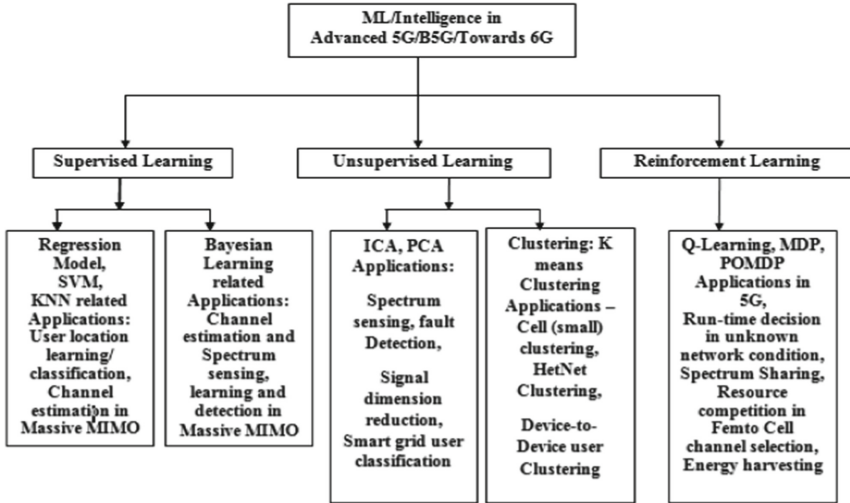 ML/Intelligence in
Advanced 5G/B5G/Towards 6G
Supervised Learning
Unsupervised Learning
Reinforcement Learning
Regression
Model,
SVM,
KNN related
Applications:
User location
learning/
classification,
Channel
estimation in
Massive MIMO
Bayesian
Learning
related
Applications:
Channel
estimation and
Spectrum
sensing,
learning and
detection in
Massive MIMO
ICA, PCA
Applications:
Spectrum
sensing, fault
Detection,
Signal
dimension
reduction,
Smart grid user
classification
Clustering: K
means
Clustering
Applications –
Cell (small)
clustering,
HetNet
Clustering,
Device-to-
Device user
Clustering
Q-Learning, MDP,
POMDP
Applications in
5G,
Run-time decision
in unknown
network condition,
Spectrum Sharing,
Resource
competition in
Femto Cell
channel selection,
Energy harvesting